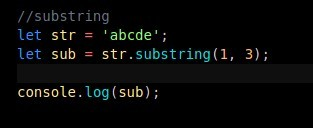 //substring
let str = 'abcde';
let sub = str.substring(1, 3);
console.log(sub);